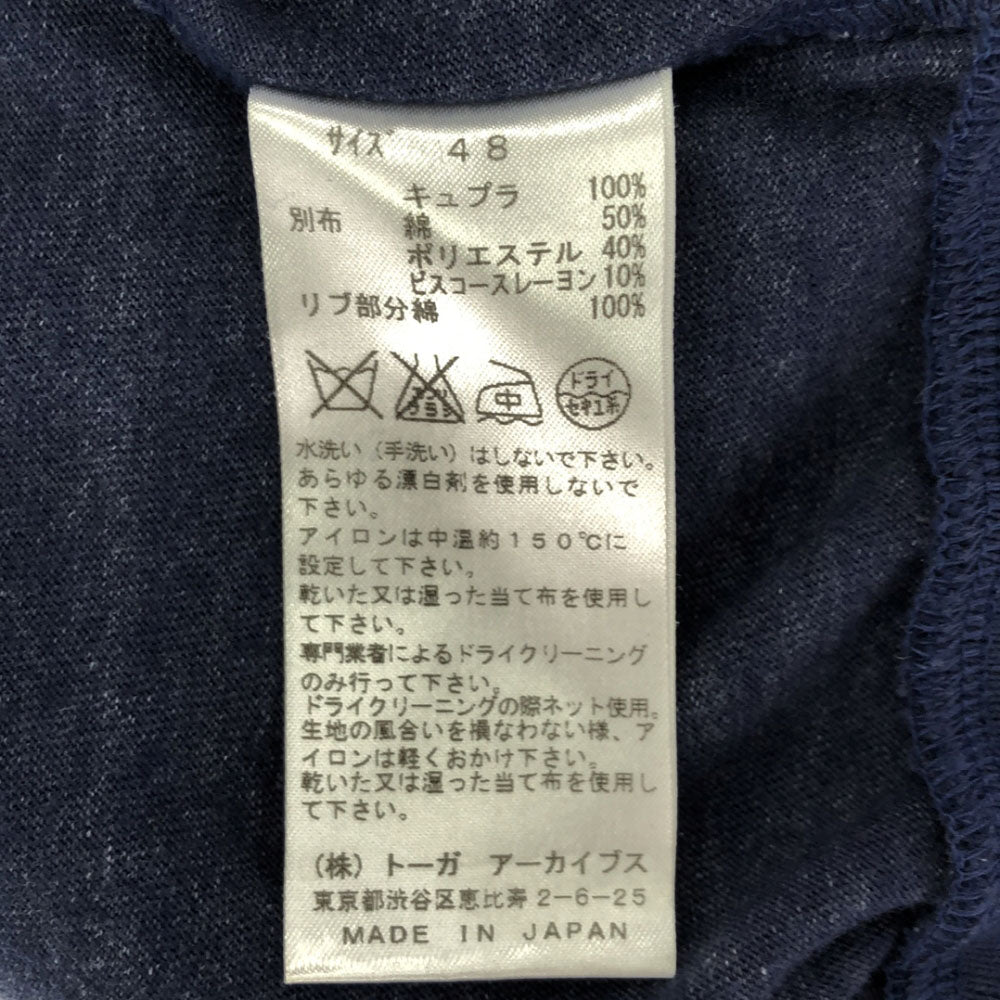 サイズ 48
キュプラ 100%
別布 綿 50%
ポリエステル 40%
ビスコースレーヨン 10%
リブ部分綿 100%
エンソ サラシ 中 ドライ
セキユ系
水洗い（手洗い）はしないで下さい。
あらゆる漂白剤を使用しないで
下さい。
アイロンは中温約150℃に
設定して下さい。
乾いた又は湿った当て布を使用し
て下さい。
専門業者によるドライクリーニング
のみ行って下さい。
ドライクリーニングの際ネット使用。
生地の風合いを損なわない様、ア
イロンは軽くおかけ下さい。
乾いた又は湿った当て布を使用し
て下さい。
（株）トーガ アーカイブス
東京都渋谷区恵比寿2-6-25
MADE IN JAPAN